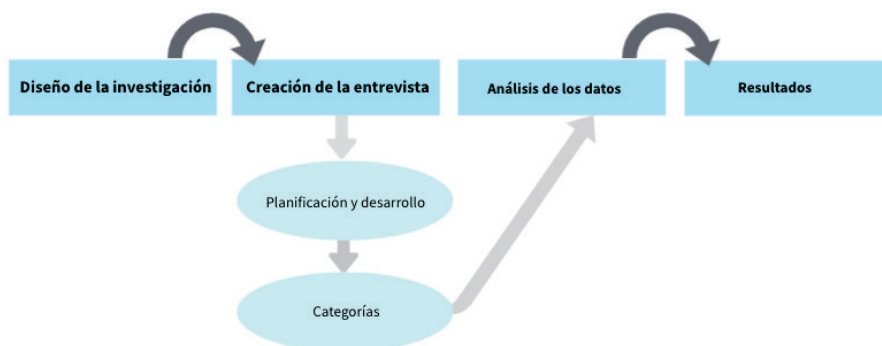 Diseño de la investigación
Creación de la entrevista
Análisis de los datos
Resultados
Planificación y desarrollo
Categorías